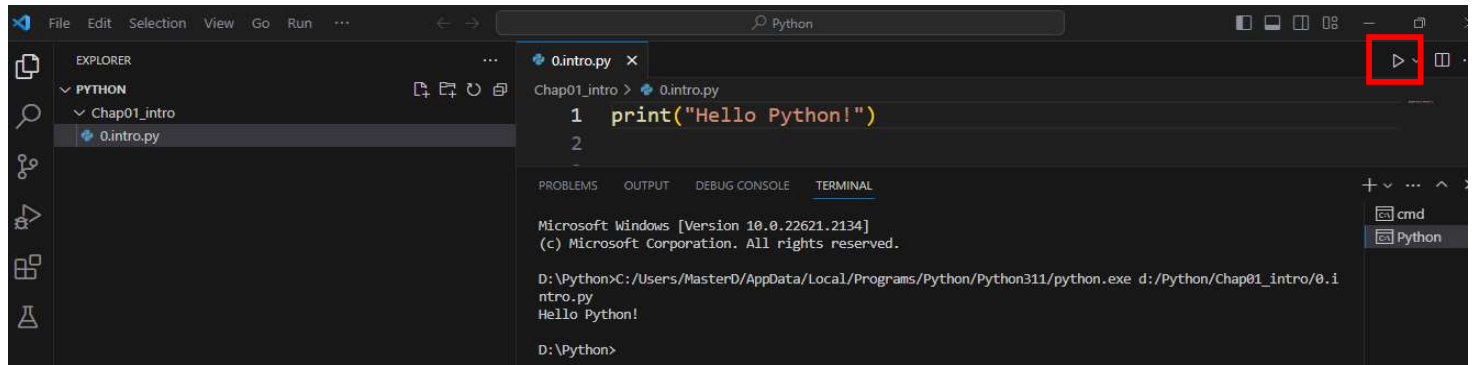 File Edit Selection View Go Run ···
Python
EXPLORER ···
PYTHON
Chap01_intro
0.intro.py
0.intro.py
Chap01_intro > 0.intro.py
1 print("Hello Python!")
2
PROBLEMS OUTPUT DEBUG CONSOLE TERMINAL
Microsoft Windows [Version 10.0.22621.2134]
(c) Microsoft Corporation. All rights reserved.
D:\Python>C:/Users/MasterD/AppData/Local/Programs/Python/Python311/python.exe d:/Python/Chap01_intro/0.i
ntro.py
Hello Python!
D:\Python>
cmd
Python